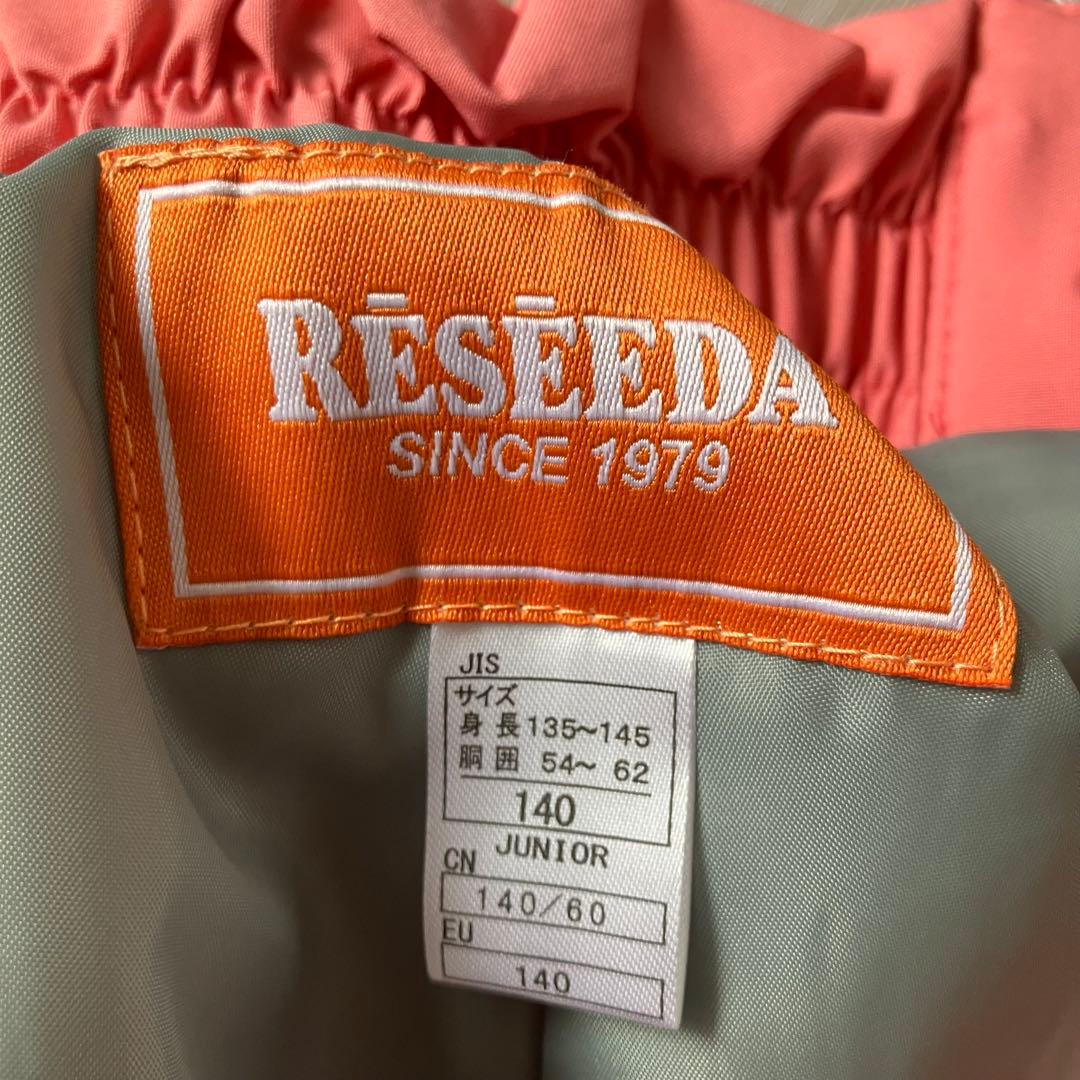 RĒSĒEDA
SINCE 1979
JIS
サイズ
身長135~145
胴囲 54~ 62
140
JUNIOR
CN
140/60
EU
140